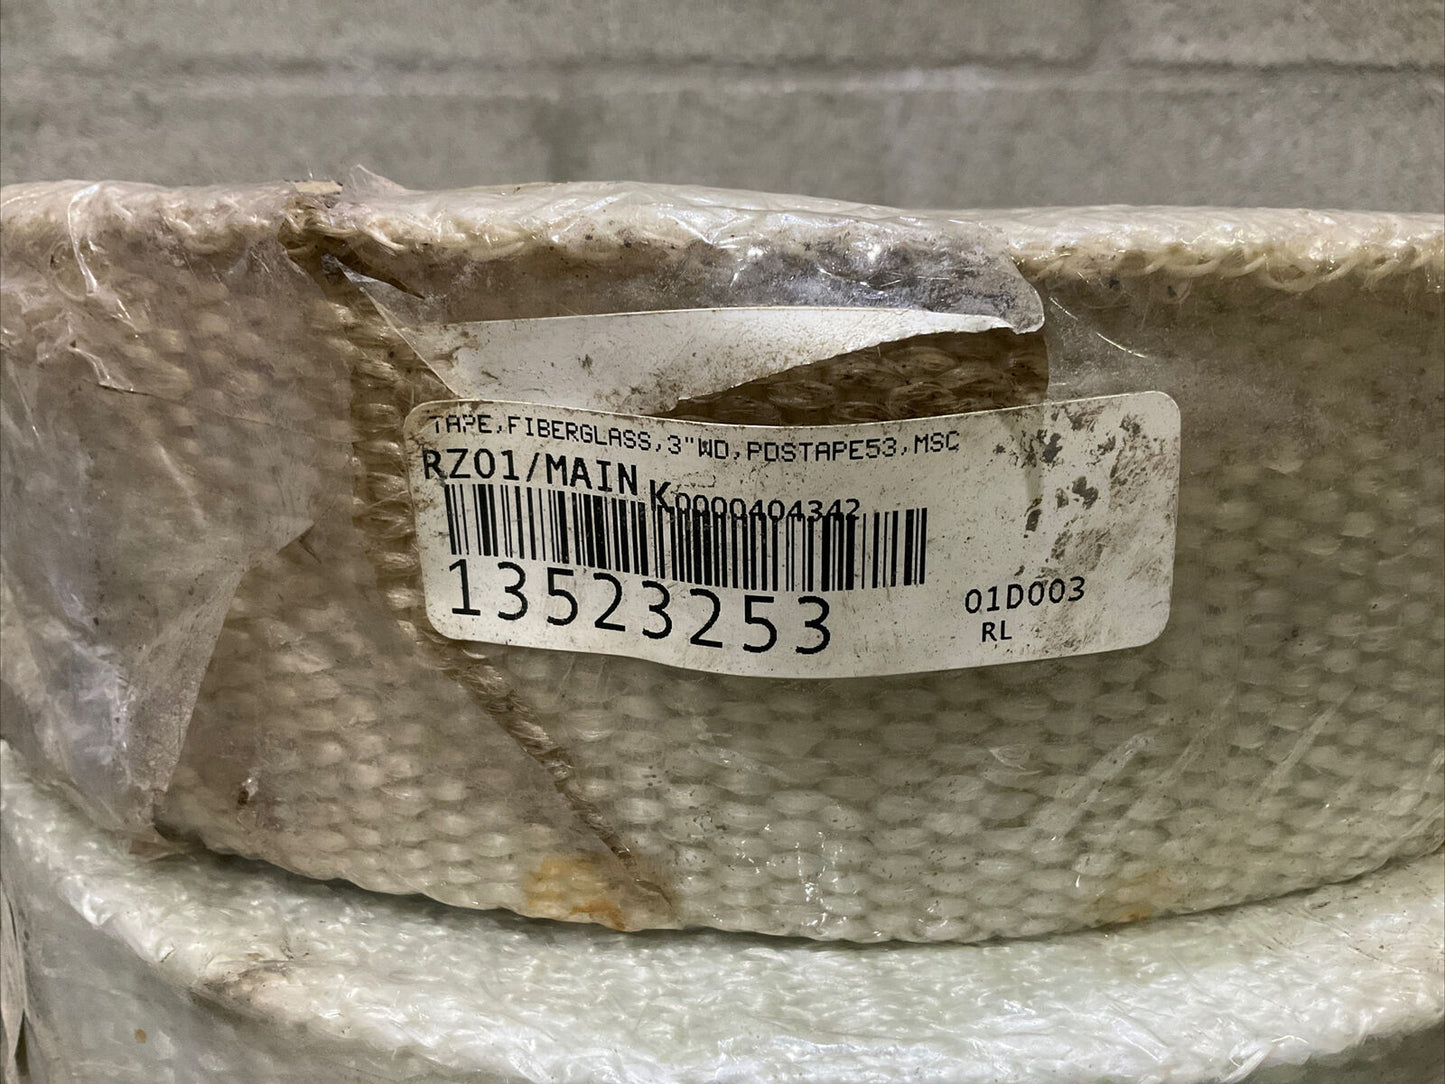 TAPE,FIBERGLASS,3"WD,PDSTAPE53,MSC
RZ01/MAIN K0000404342
13523253
01D003
RL